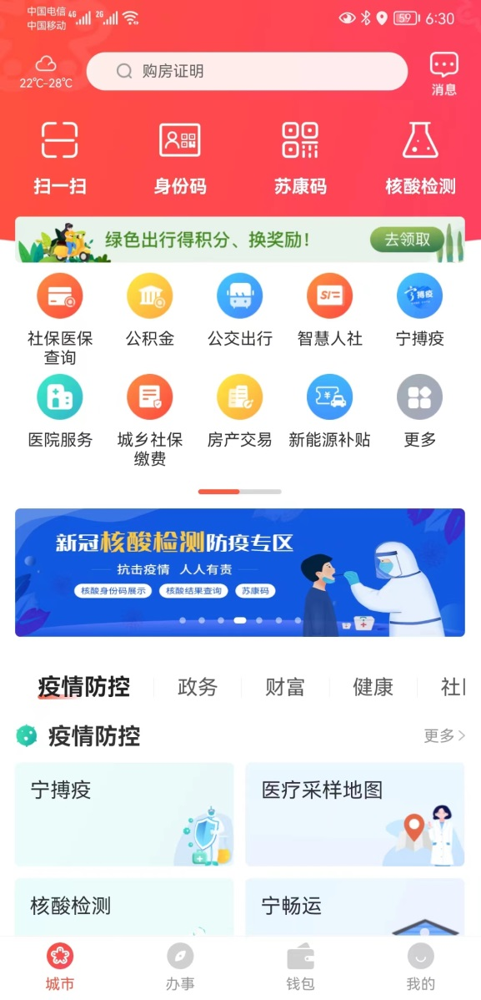 中国电信 4G 2G
中国移动
59 6:30
22℃-28℃
购房证明
消息
扫一扫
身份码
苏康码
核酸检测
绿色出行得积分、换奖励!
去领取
社保医保
查询
公积金
公交出行
智慧人社
宁搏疫
宁搏疫
医院服务
城乡社保
缴费
房产交易
新能源补贴
更多
新冠核酸检测防疫专区
抗击疫情 人人有责
核酸身份码展示
核酸结果查询
苏康码
疫情防控
政务
财富
健康
疫情防控
更多
宁搏疫
医疗采样地图
核酸检测
宁畅运
城市
办事
钱包
我的